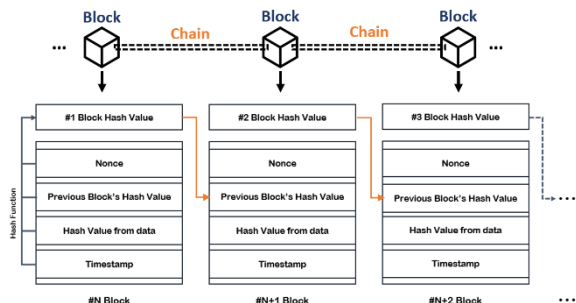 Block
Block
Block
Chain
Chain
...
...
#1 Block Hash Value
#2 Block Hash Value
#3 Block Hash Value
Nonce
Nonce
Nonce
Previous Block's Hash Value
Previous Block's Hash Value
Previous Block's Hash Value
...
Hash Value from data
Hash Value from data
Hash Value from data
Timestamp
Timestamp
Timestamp
Hash Function
#N Block
#N+1 Block
#N+2 Block
...